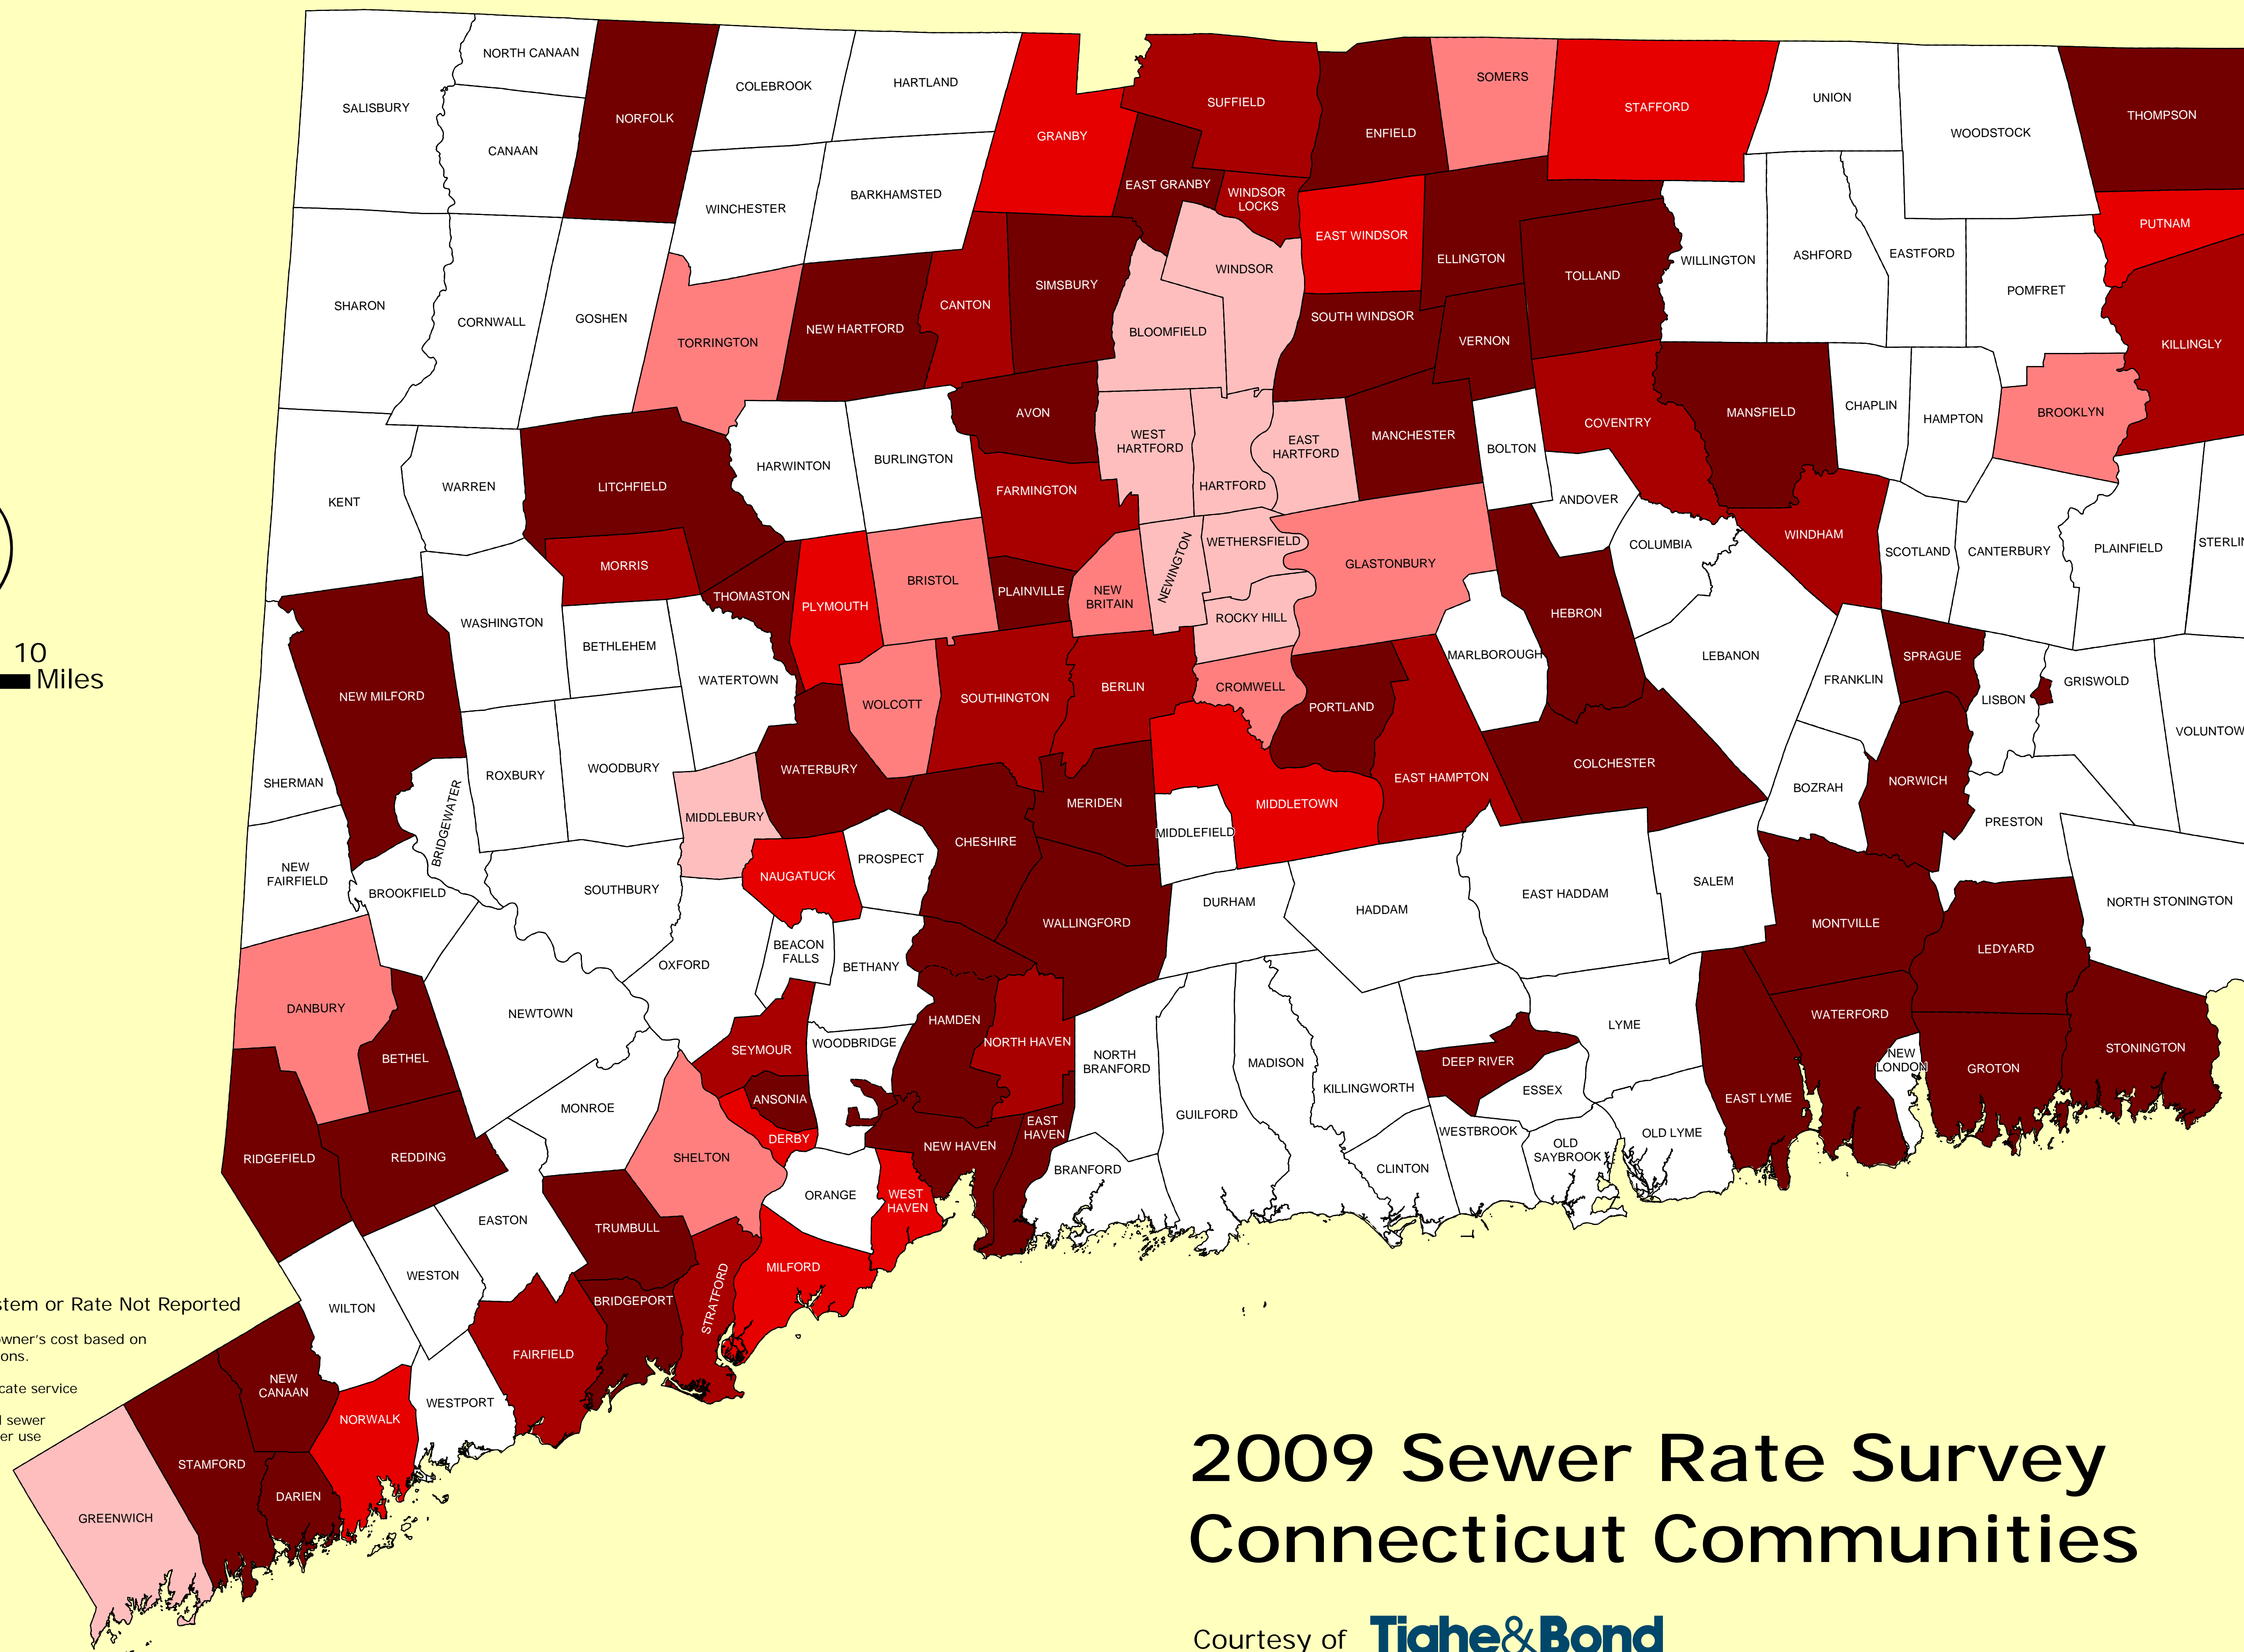 NORTH CANAAN
SALISBURY
CANAAN
NORFOLK
COLEBROOK
HARTLAND
GRANBY
SUFFIELD
ENFIELD
SOMERS
STAFFORD
UNION
WOODSTOCK
THOMPSON
WINCHESTER
BARKHAMSTED
EAST GRANBY
WINDSOR
LOCKS
EAST WINDSOR
ELLINGTON
TOLLAND
WILLINGTON
ASHFORD
EASTFORD
POMFRET
PUTNAM
KILLINGLY
SHARON
CORNWALL
GOSHEN
TORRINGTON
NEW HARTFORD
CANTON
SIMSBURY
BLOOMFIELD
WINDSOR
SOUTH WINDSOR
VERNON
KENT
WARREN
LITCHFIELD
HARWINTON
BURLINGTON
AVON
FARMINGTON
WEST
HARTFORD
HARTFORD
EAST
HARTFORD
MANCHESTER
BOLTON
COVENTRY
MANSFIELD
CHAPLIN
HAMPTON
BROOKLYN
ANDOVER
COLUMBIA
WINDHAM
SCOTLAND
CANTERBURY
PLAINFIELD
MORRIS
THOMASTON
PLYMOUTH
BRISTOL
PLAINVILLE
NEW
BRITAIN
NEWINGTON
WETHERSFIELD
ROCKY HILL
GLASTONBURY
HEBRON
WASHINGTON
BETHLEHEM
WATERTOWN
10
Miles
NEW MILFORD
WOLCOTT
SOUTHINGTON
BERLIN
CROMWELL
PORTLAND
MARLBOROUGH
LEBANON
FRANKLIN
SPRAGUE
LISBON
GRISWOLD
SHERMAN
BRIDGEWATER
ROXBURY
WOODBURY
MIDDLEBURY
WATERBURY
CHESHIRE
MERIDEN
MIDDLEFIELD
MIDDLETOWN
EAST HAMPTON
COLCHESTER
BOZRAH
NORWICH
PRESTON
NEW
FAIRFIELD
BROOKFIELD
SOUTHBURY
NAUGATUCK
PROSPECT
WALLINGFORD
DURHAM
HADDAM
EAST HADDAM
SALEM
MONTVILLE
LEDYARD
NORTH STONINGTON
DANBURY
BETHEL
NEWTOWN
OXFORD
BEACON
FALLS
BETHANY
SEYMOUR
WOODBRIDGE
HAMDEN
NORTH HAVEN
NORTH
BRANFORD
GUILFORD
MADISON
KILLINGWORTH
DEEP RIVER
ESSEX
LYME
EAST LYME
WATERFORD
NEW
LONDON
GROTON
STONINGTON
RIDGEFIELD
REDDING
MONROE
ANSONIA
DERBY
SHELTON
NEW HAVEN
EAST
HAVEN
BRANFORD
CLINTON
WESTBROOK
OLD
SAYBROOK
OLD LYME
EASTON
TRUMBULL
ORANGE
WEST
HAVEN
MILFORD
WESTON
WILTON
BRIDGEPORT
STRATFORD
FAIRFIELD
NEW
CANAAN
NORWALK
WESTPORT
STAMFORD
DARIEN
GREENWICH
or Rate Not Reported
cost based on
service
sewer
use
2009 Sewer Rate Survey
Connecticut Communities
Courtesy of Tighe&Bond